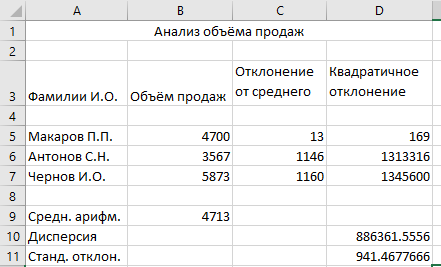 A B C D
1 Анализ объёма продаж
2
3 Фамилии И.О. Объём продаж Отклонение от среднего Квадратичное отклонение
4
5 Макаров П.П. 4700 13 169
6 Антонов С.Н. 3567 1146 1313316
7 Чернов И.О. 5873 1160 1345600
8
9 Средн. арифм. 4713
10 Дисперсия 886361.5556
11 Станд. отклон. 941.4677666